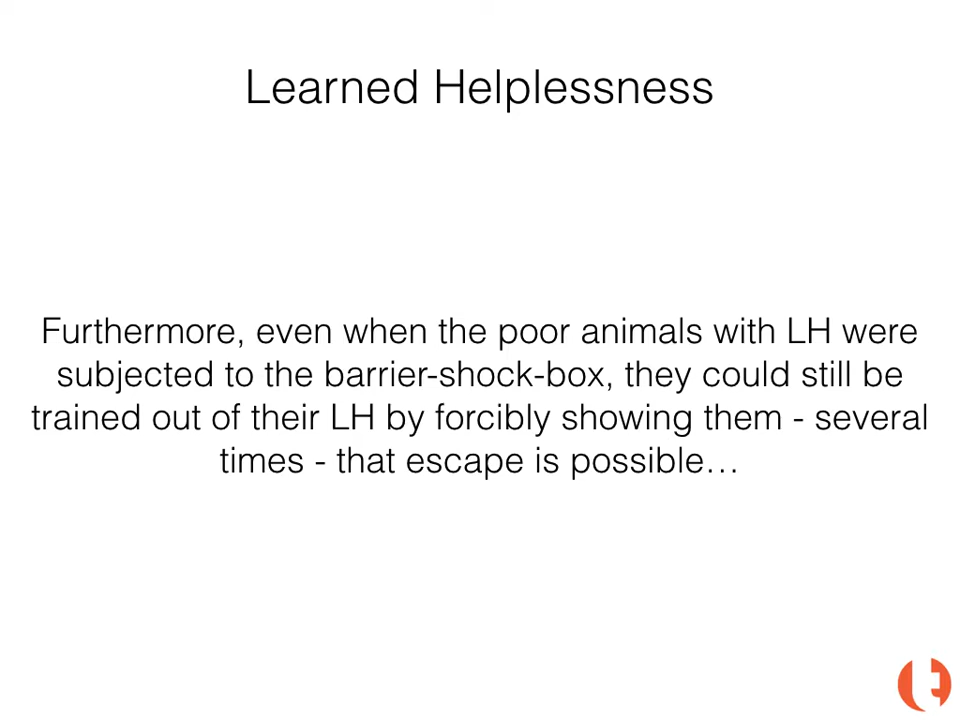 Learned Helplessness
Furthermore, even when the poor animals with LH were
subjected to the barrier-shock-box, they could still be
trained out of their LH by forcibly showing them - several
times - that escape is possible…